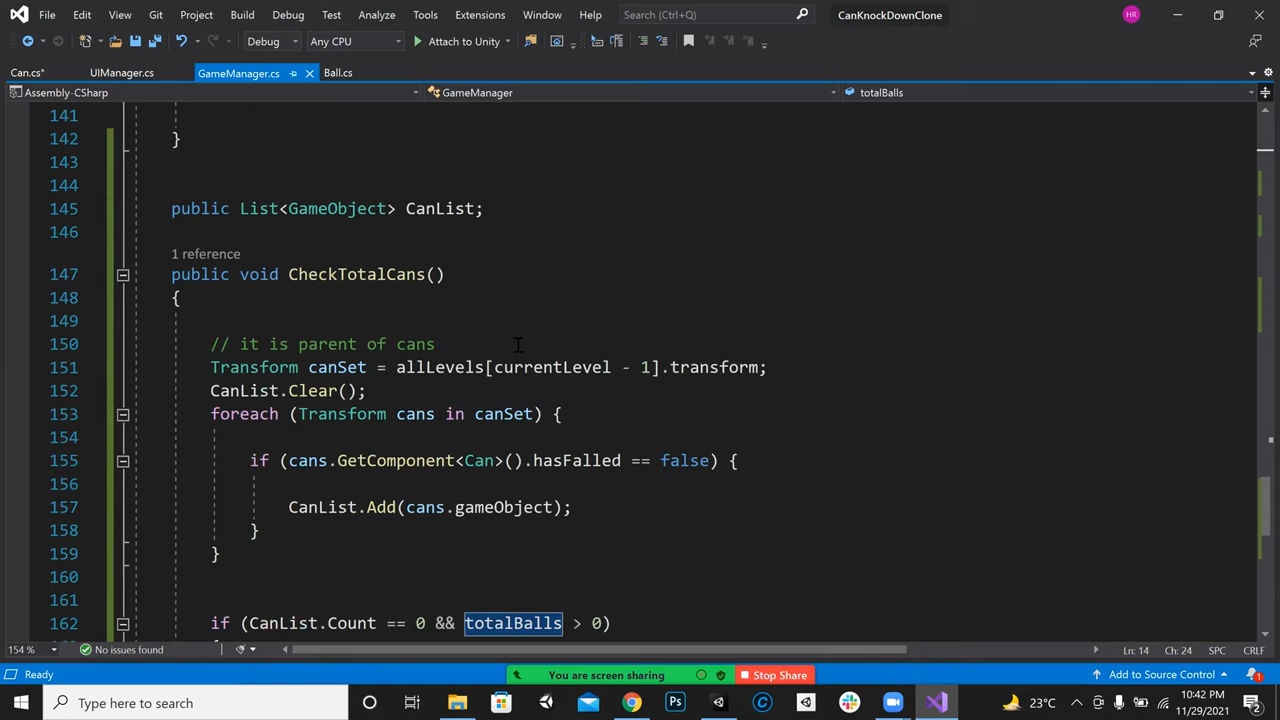 File Edit View Git Project Build Debug Test Analyze Tools Extensions Window Help Search (Ctrl+Q) CanKnockDownClone HR
Debug Any CPU Attach to Unity
Can.cs* UIManager.cs GameManager.cs Ball.cs
Assembly-CSharp GameManager totalBalls
141
142 }
143
144
145 public List<GameObject> CanList;
146
1 reference
147 public void CheckTotalCans()
148 {
149
150 // it is parent of cans
151 Transform canSet = allLevels[currentLevel - 1].transform;
152 CanList.Clear();
153 foreach (Transform cans in canSet) {
154
155 if (cans.GetComponent<Can>().hasFalled == false) {
156
157 CanList.Add(cans.gameObject);
158 }
159 }
160
161
162 if (CanList.Count == 0 && totalBalls > 0)
154 % No issues found Ln: 14 Ch: 24 SPC CRLF
Ready You are screen sharing Stop Share Add to Source Control 1
Type here to search Ps 23°C 10:42 PM
11/29/2021